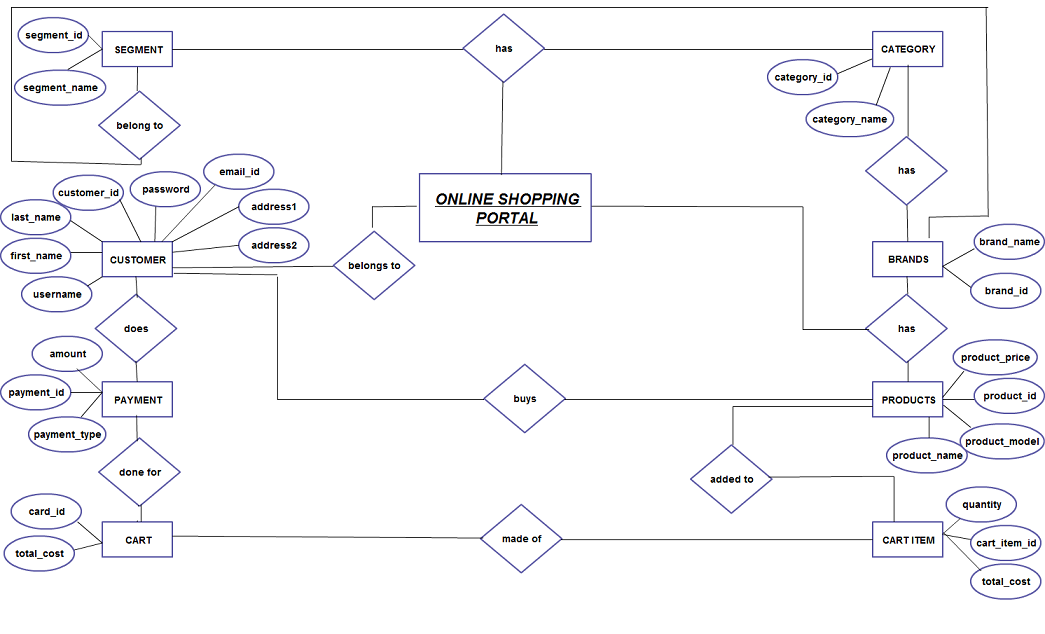 segment_id
SEGMENT
has
CATEGORY
category_id
segment_name
category_name
belong to
email_id
has
password
customer_id
ONLINE SHOPPING
PORTAL
address1
last_name
brand_name
address2
first_name
CUSTOMER
belongs to
BRANDS
username
brand_id
does
has
amount
product_price
payment_id
PAYMENT
buys
PRODUCTS
product_id
payment_type
product_model
product_name
done for
added to
quantity
card_id
CART
made of
CART ITEM
cart_item_id
total_cost
total_cost